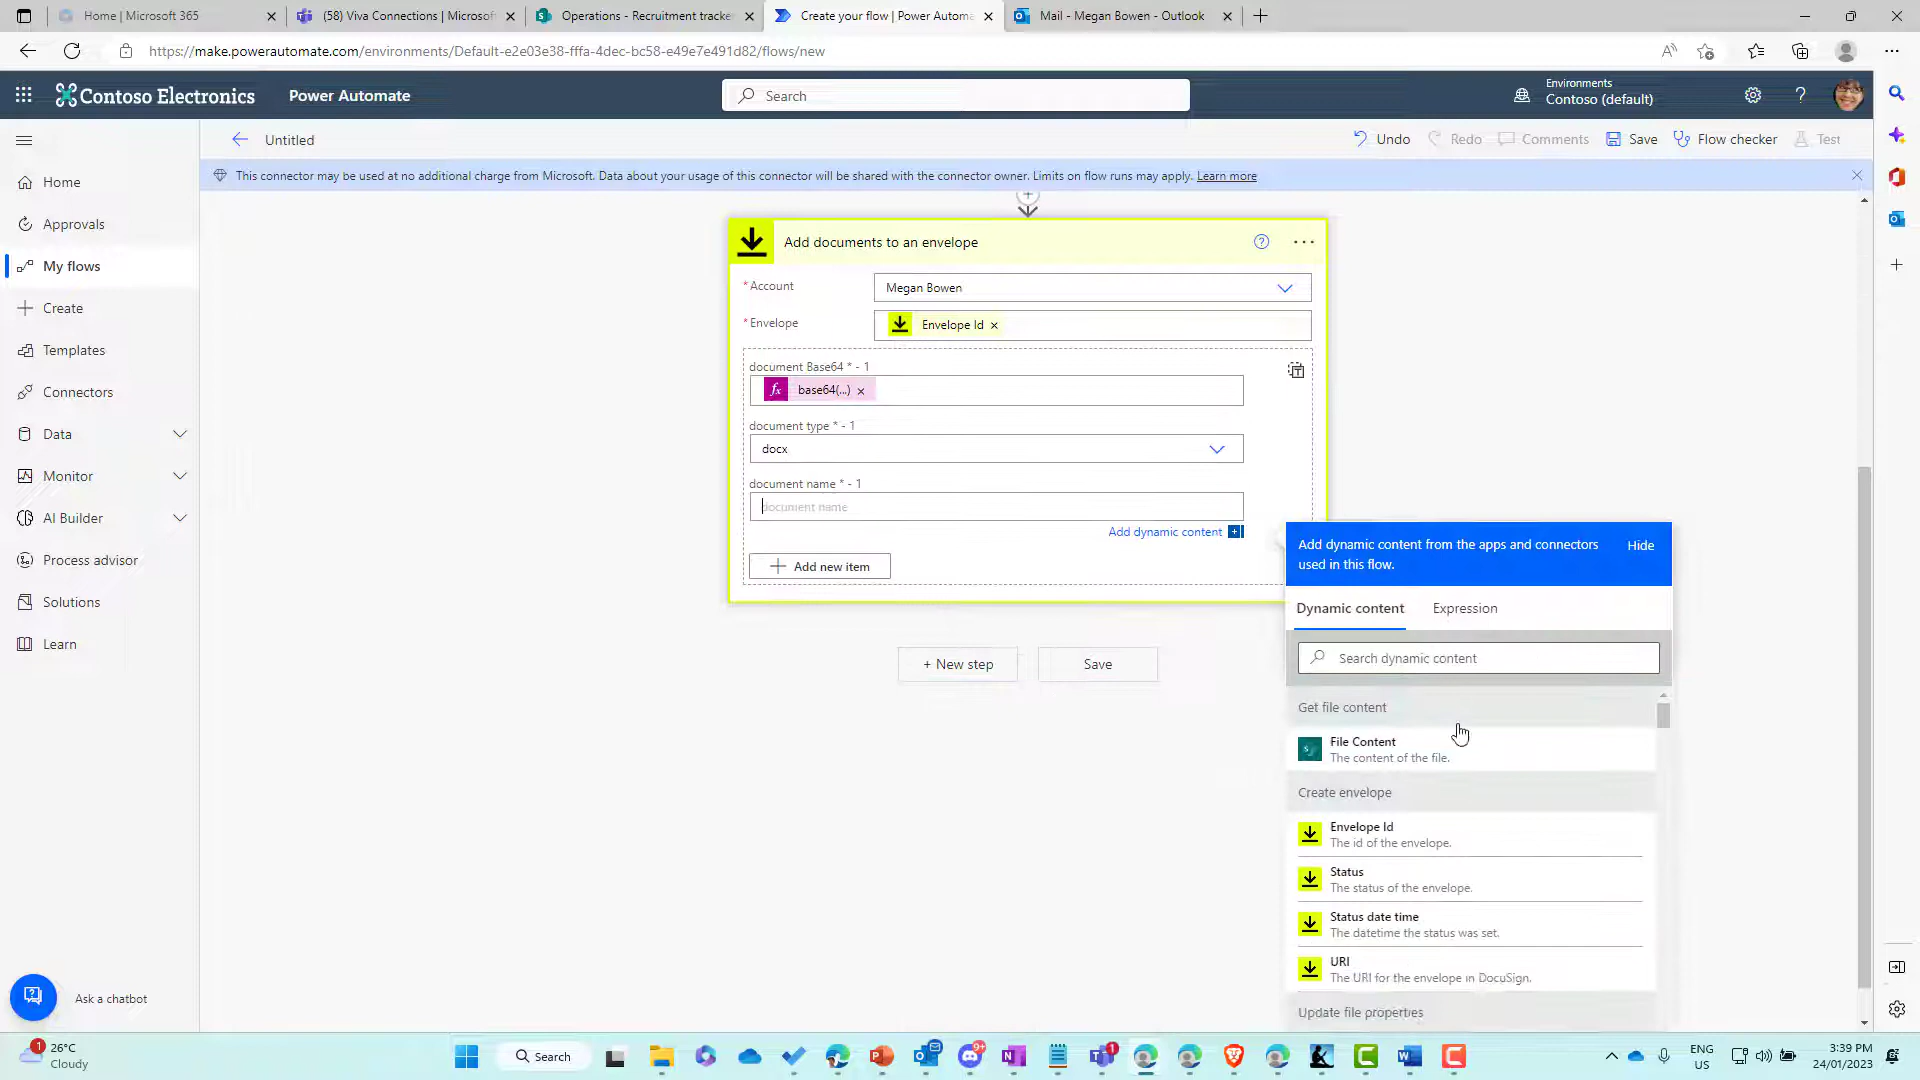 Home | Microsoft 365
(58) Viva Connections | Microsof
Operations - Recruitment tracke
Create your flow | Power Automa
Mail - Megan Bowen - Outlook
https://make.powerautomate.com/environments/Default-e2e03e38-fffa-4dec-bc58-e49e7e491d82/flows/new
Contoso Electronics
Power Automate
Search
Environments
Contoso (default)
Untitled
Undo
Redo
Comments
Save
Flow checker
Test
This connector may be used at no additional charge from Microsoft. Data about your usage of this connector will be shared with the connector owner. Limits on flow runs may apply. Learn more
Home
Approvals
My flows
Create
Templates
Connectors
Data
Monitor
AI Builder
Process advisor
Solutions
Learn
Ask a chatbot
Add documents to an envelope
* Account
Megan Bowen
* Envelope
Envelope Id ×
document Base64 * - 1
fx base64(...) ×
document type * - 1
docx
document name * - 1
document name
Add dynamic content
Add new item
+ New step
Save
Add dynamic content from the apps and connectors
used in this flow.
Hide
Dynamic content
Expression
Search dynamic content
Get file content
File Content
The content of the file.
Create envelope
Envelope Id
The id of the envelope.
Status
The status of the envelope.
Status date time
The datetime the status was set.
URI
The URI for the envelope in DocuSign.
Update file properties
1
26°C
Cloudy
Search
9+
1
ENG
US
3:39 PM
24/01/2023